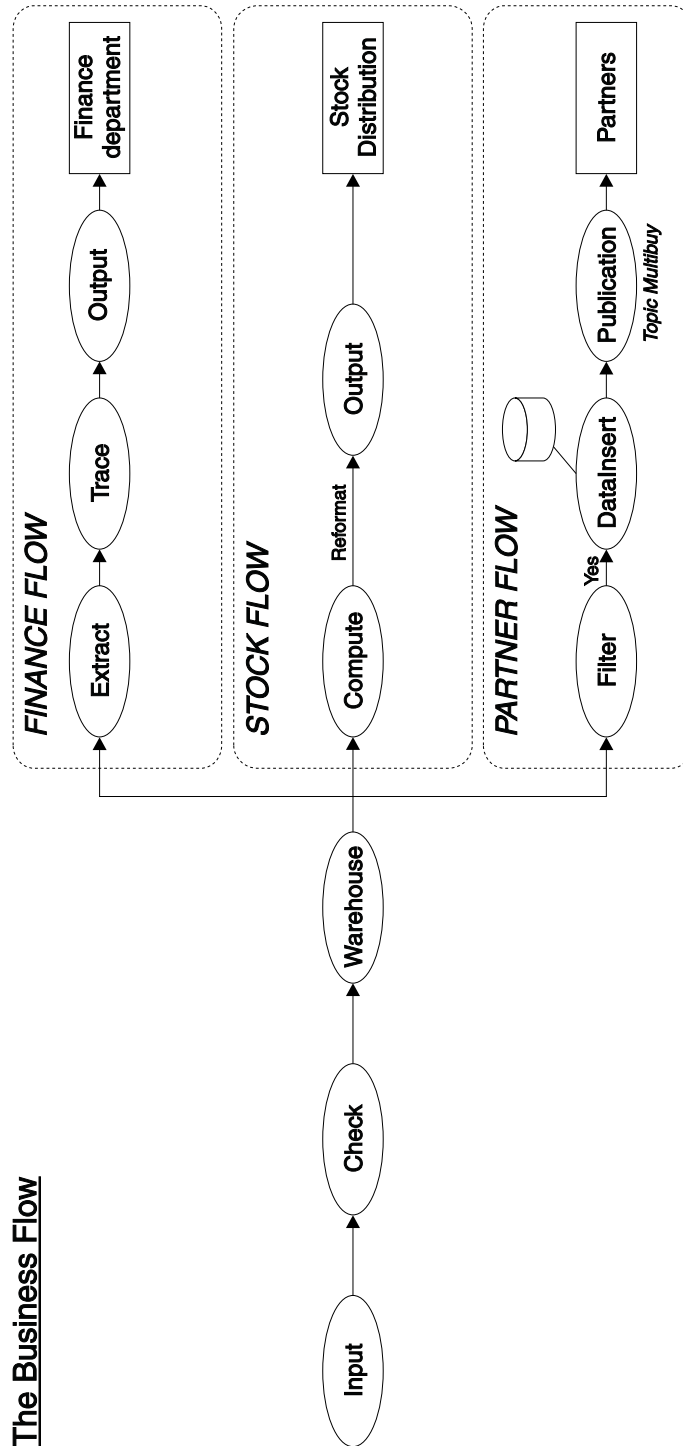 The Business Flow
Input
Check
Warehouse
FINANCE FLOW
Extract
Trace
Output
Finance
department
STOCK FLOW
Compute
Reformat
Output
Stock
Distribution
PARTNER FLOW
Filter
Yes
DataInsert
Publication
Topic Multibuy
Partners